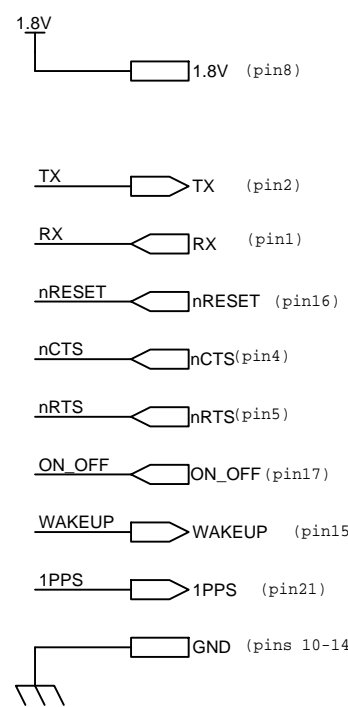 1.8V
1.8V (pin8)
TX TX (pin2)
RX RX (pin1)
nRESET nRESET (pin16)
nCTS nCTS(pin4)
nRTS nRTS(pin5)
ON_OFF ON_OFF(pin17)
WAKEUP WAKEUP (pin15
1PPS 1PPS (pin21)
GND (pins 10-14